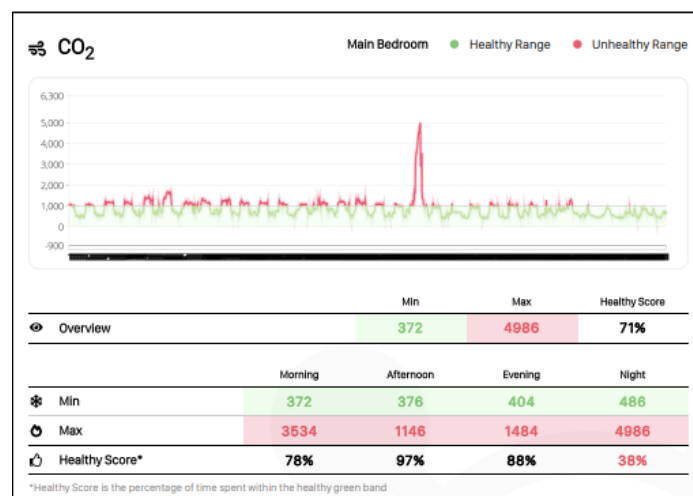 CO₂ Main Bedroom Healthy Range Unhealthy Range
6,300
5,000
4,000
3,000
2,000
1,000
0
-900
Min Max Healthy Score
Overview 372 4986 71%
Morning Afternoon Evening Night
Min 372 376 404 486
Max 3534 1146 1484 4986
Healthy Score* 78% 97% 88% 38%
*Healthy Score is the percentage of time spent within the healthy green band